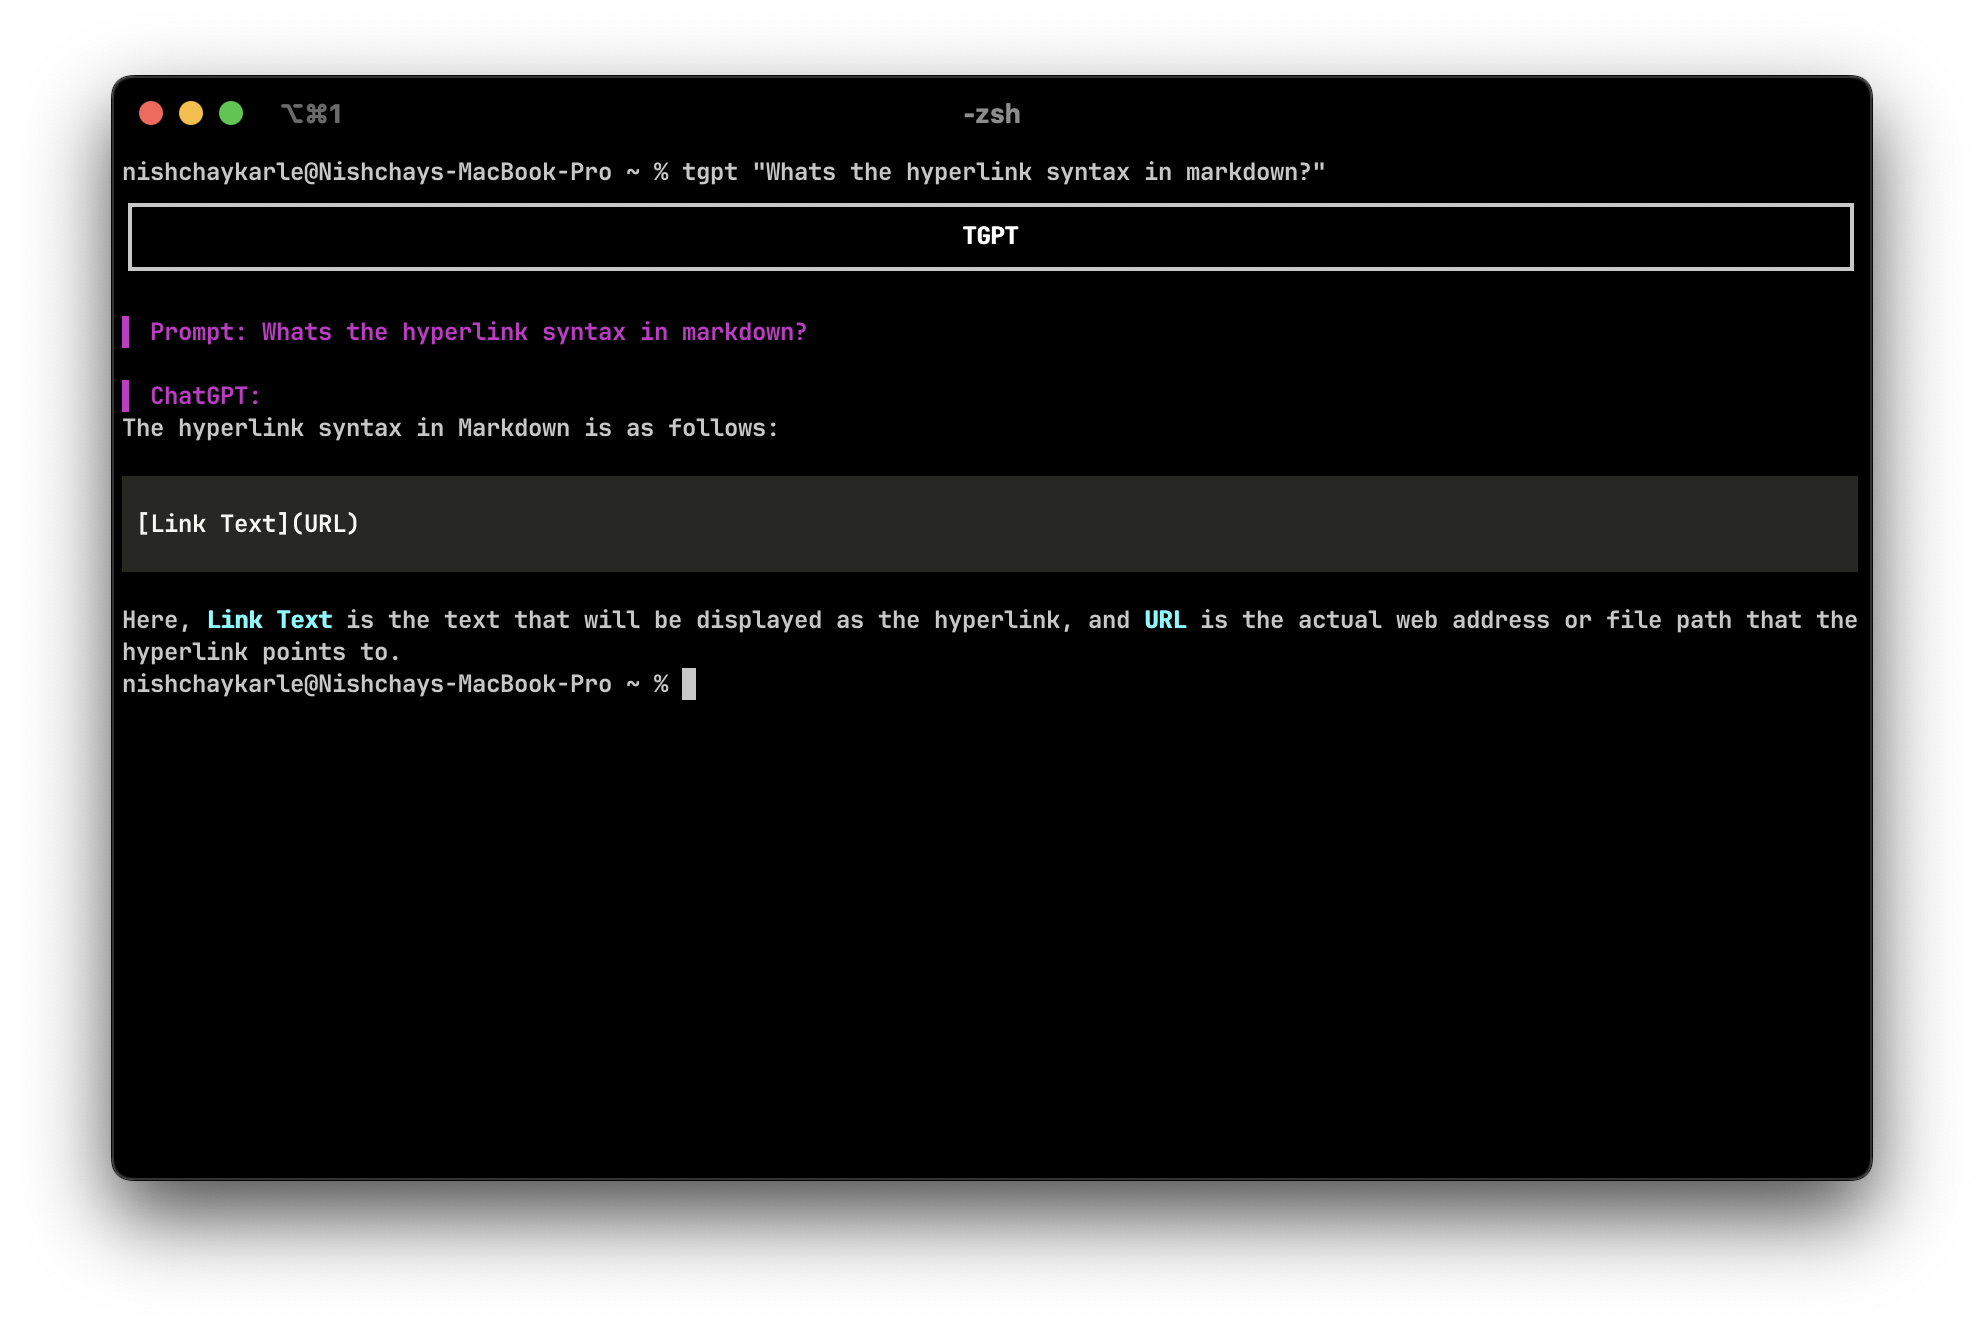 ⌥⌘1
-zsh
nishchaykarle@Nishchays-MacBook-Pro ~ % tgpt "Whats the hyperlink syntax in markdown?"
TGPT
Prompt: Whats the hyperlink syntax in markdown?
ChatGPT:
The hyperlink syntax in Markdown is as follows:
[Link Text](URL)
Here, Link Text is the text that will be displayed as the hyperlink, and URL is the actual web address or file path that the
hyperlink points to.
nishchaykarle@Nishchays-MacBook-Pro ~ %